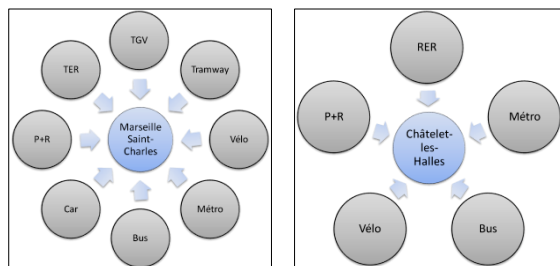 TGV
TER
Tramway
P+R
Marseille
Saint-
Charles
Vélo
Car
Métro
Bus
RER
P+R
Métro
Châtelet-
les-
Halles
Vélo
Bus